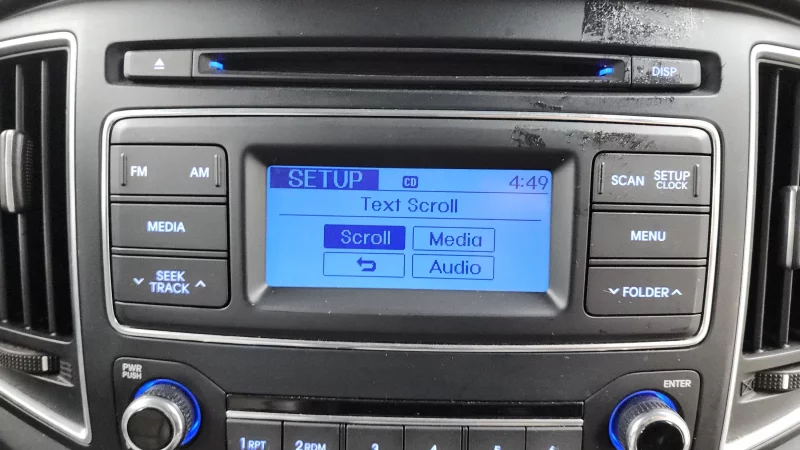 DISP
FM AM
SETUP CD 4:49
SCAN SETUP
CLOCK
Text Scroll
MEDIA
Scroll Media
MENU
Audio
SEEK
TRACK
FOLDER
PWR
PUSH
ENTER
1 RPT 2 RDM 3 4 5 6